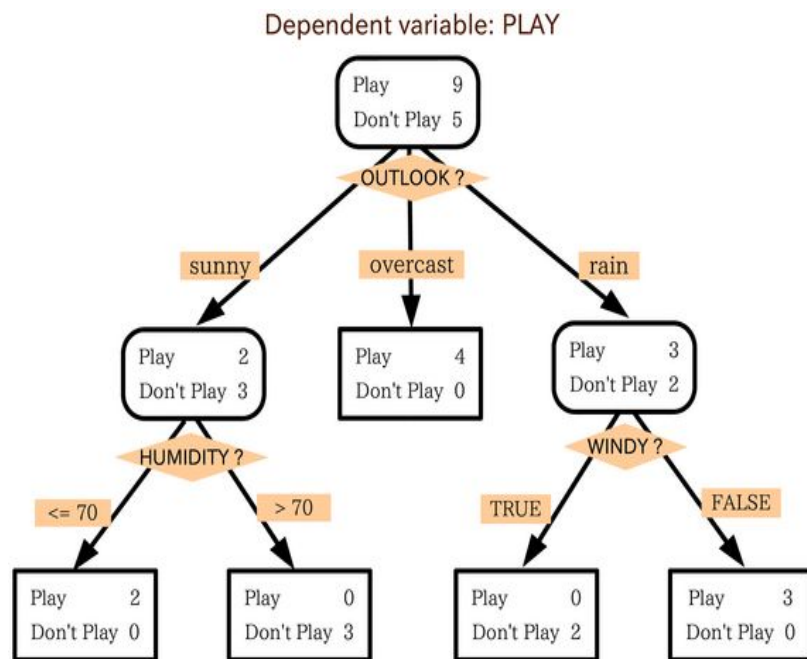 Dependent variable: PLAY
Play 9
Don't Play 5
OUTLOOK ?
sunny
overcast
rain
Play 2
Don't Play 3
Play 4
Don't Play 0
Play 3
Don't Play 2
HUMIDITY ?
WINDY ?
<= 70
> 70
TRUE
FALSE
Play 2
Don't Play 0
Play 0
Don't Play 3
Play 0
Don't Play 2
Play 3
Don't Play 0